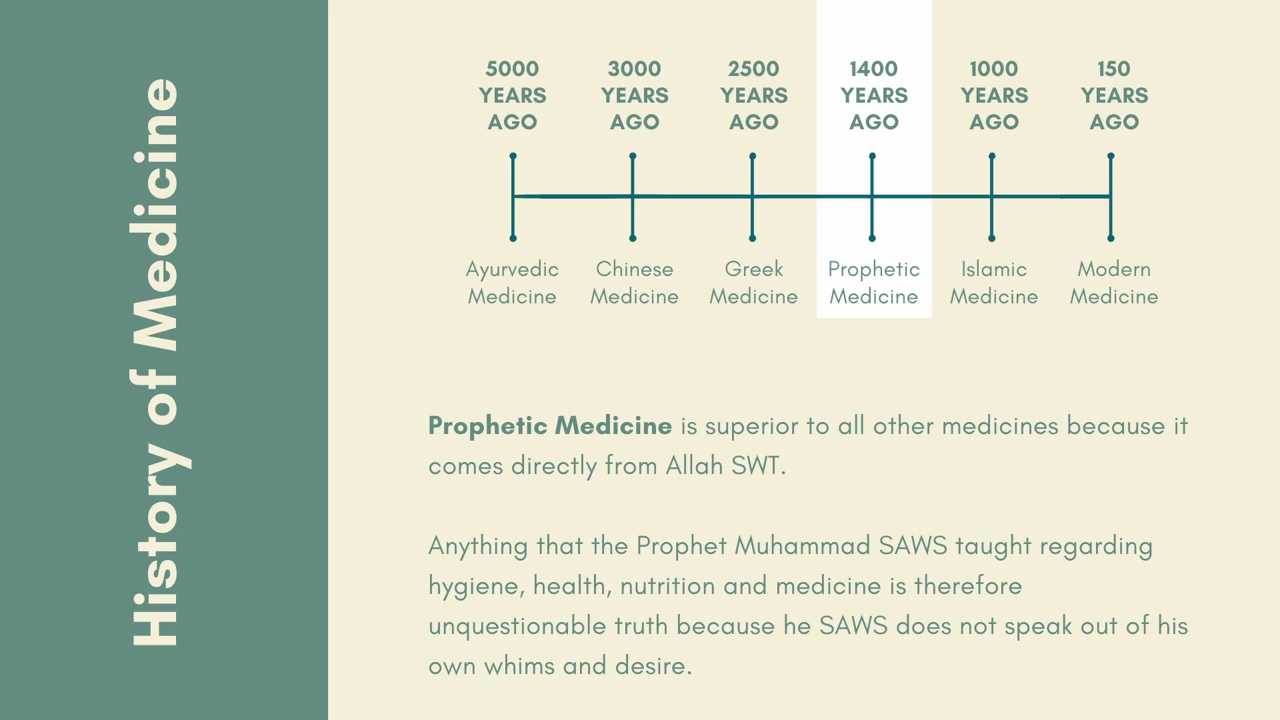 History of Medicine
5000
YEARS
AGO
3000
YEARS
AGO
2500
YEARS
AGO
1400
YEARS
AGO
1000
YEARS
AGO
150
YEARS
AGO
Ayurvedic
Medicine
Chinese
Medicine
Greek
Medicine
Prophetic
Medicine
Islamic
Medicine
Modern
Medicine
Prophetic Medicine is superior to all other medicines because it
comes directly from Allah SWT.
Anything that the Prophet Muhammad SAWS taught regarding
hygiene, health, nutrition and medicine is therefore
unquestionable truth because he SAWS does not speak out of his
own whims and desire.